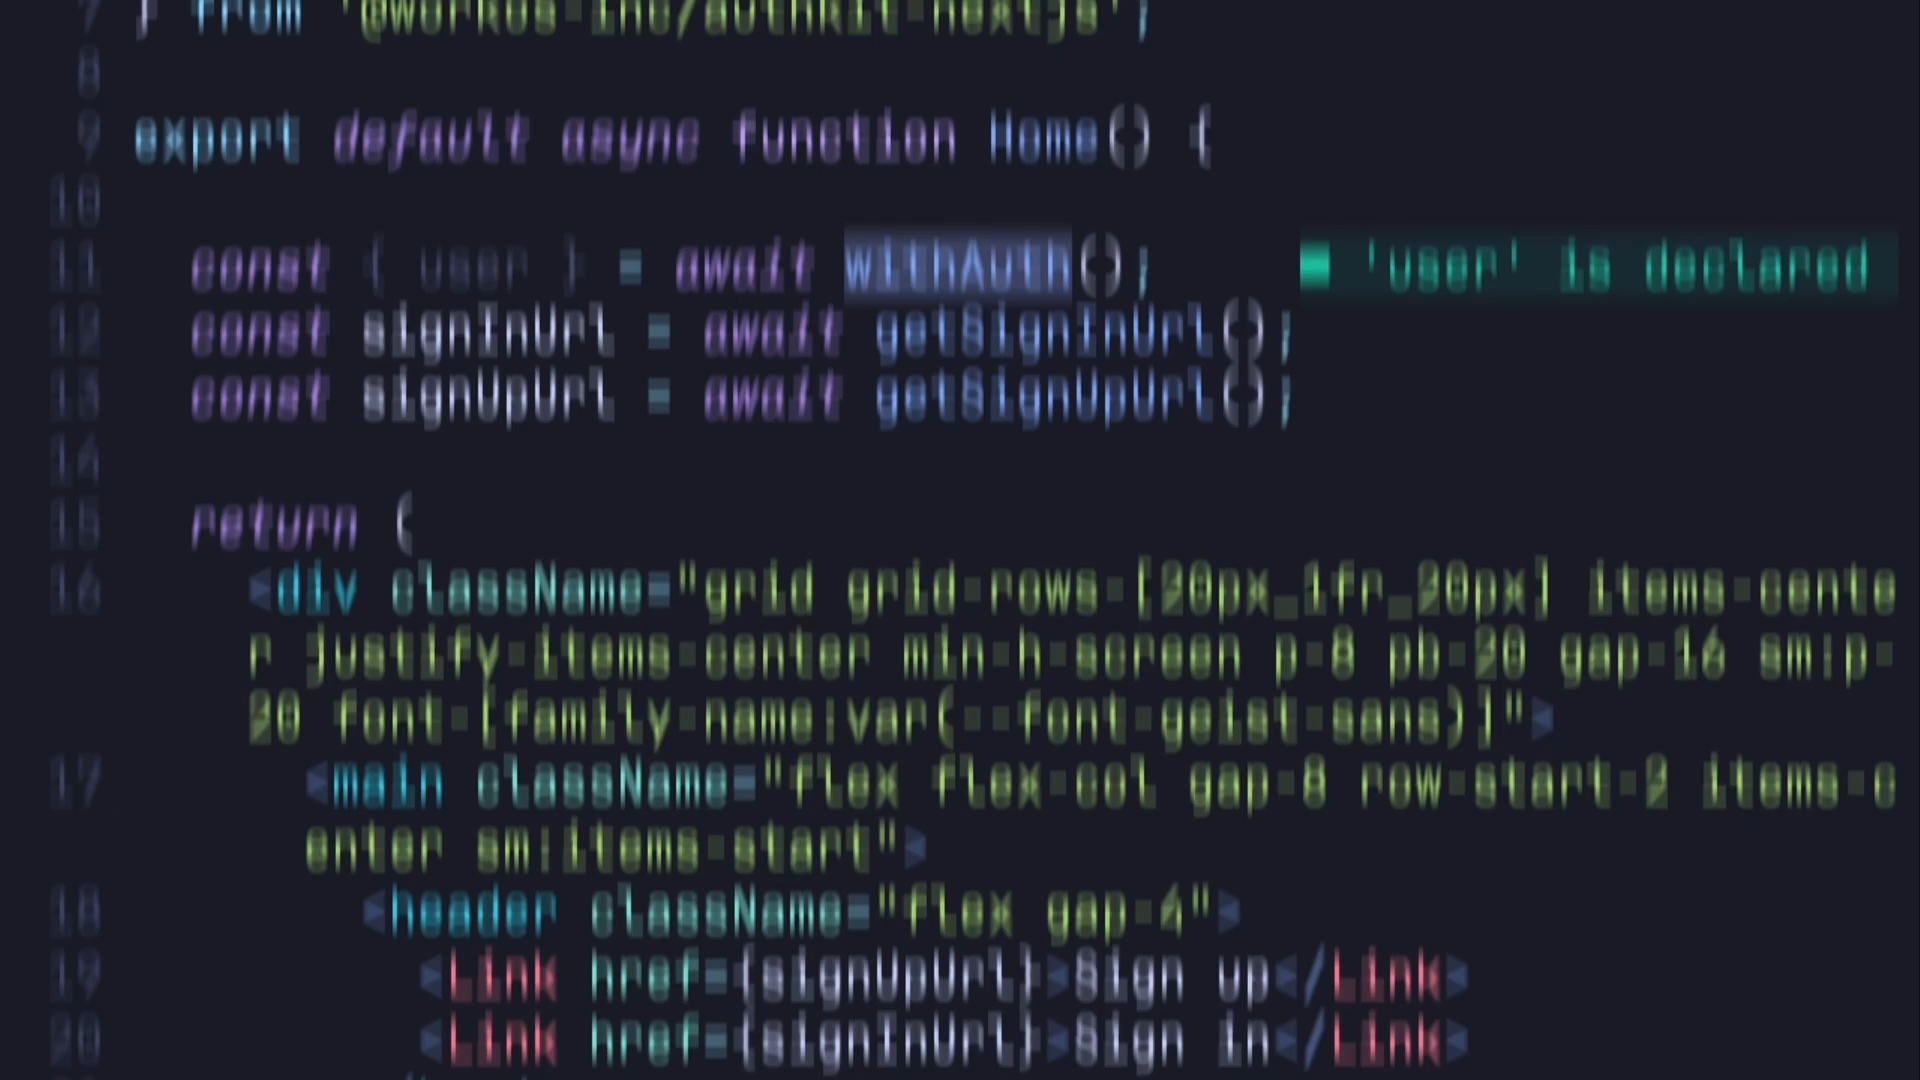 7 } from '@workos-inc/authkit-nextjs';
8
9 export default async function Home() {
10
11 const { user } = await withAuth(); ■ 'user' is declared
12 const signInUrl = await getSignInUrl();
13 const signUpUrl = await getSignUpUrl();
14
15 return (
16 <div className="grid grid-rows-[20px_1fr_20px] items-cente
r justify-items-center min-h-screen p-8 pb-20 gap-16 sm:p-
20 font-[family-name:var(--font-geist-sans)]">
17 <main className="flex flex-col gap-8 row-start-2 items-c
enter sm:items-start">
18 <header className="flex gap-4">
19 <Link href={signUpUrl}>Sign up</Link>
20 <Link href={signInUrl}>Sign in</Link>